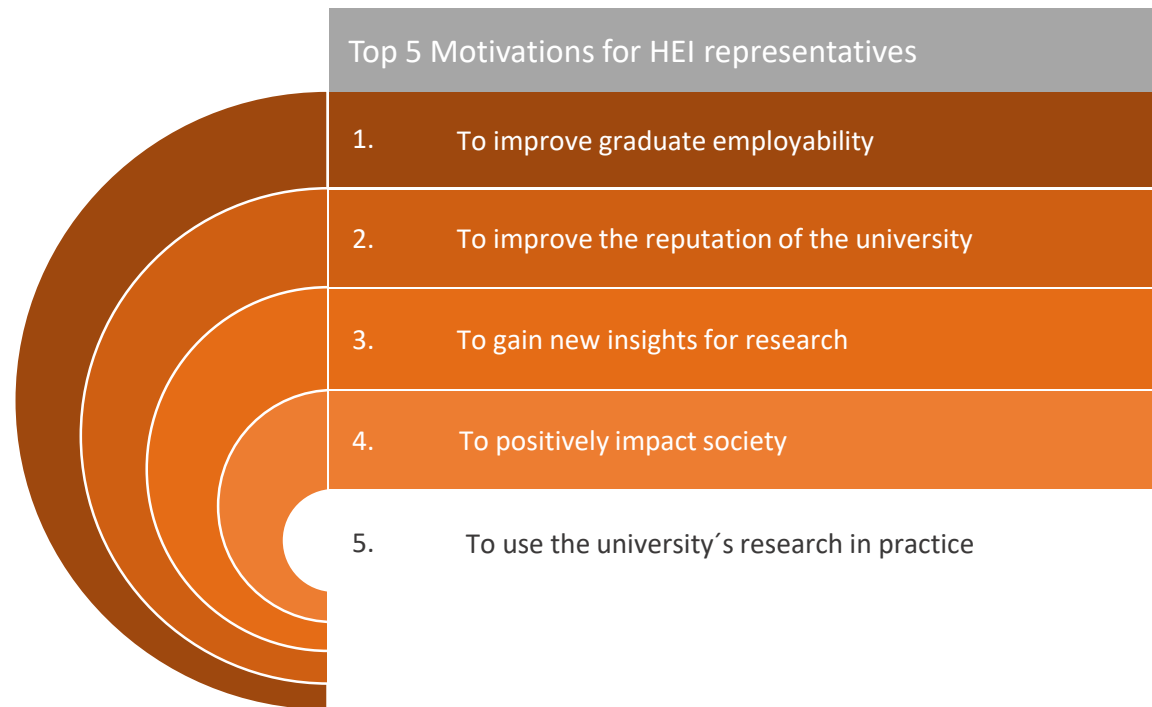 Top 5 Motivations for HEI representatives
1. To improve graduate employability
2. To improve the reputation of the university
3. To gain new insights for research
4. To positively impact society
5. To use the university´s research in practice